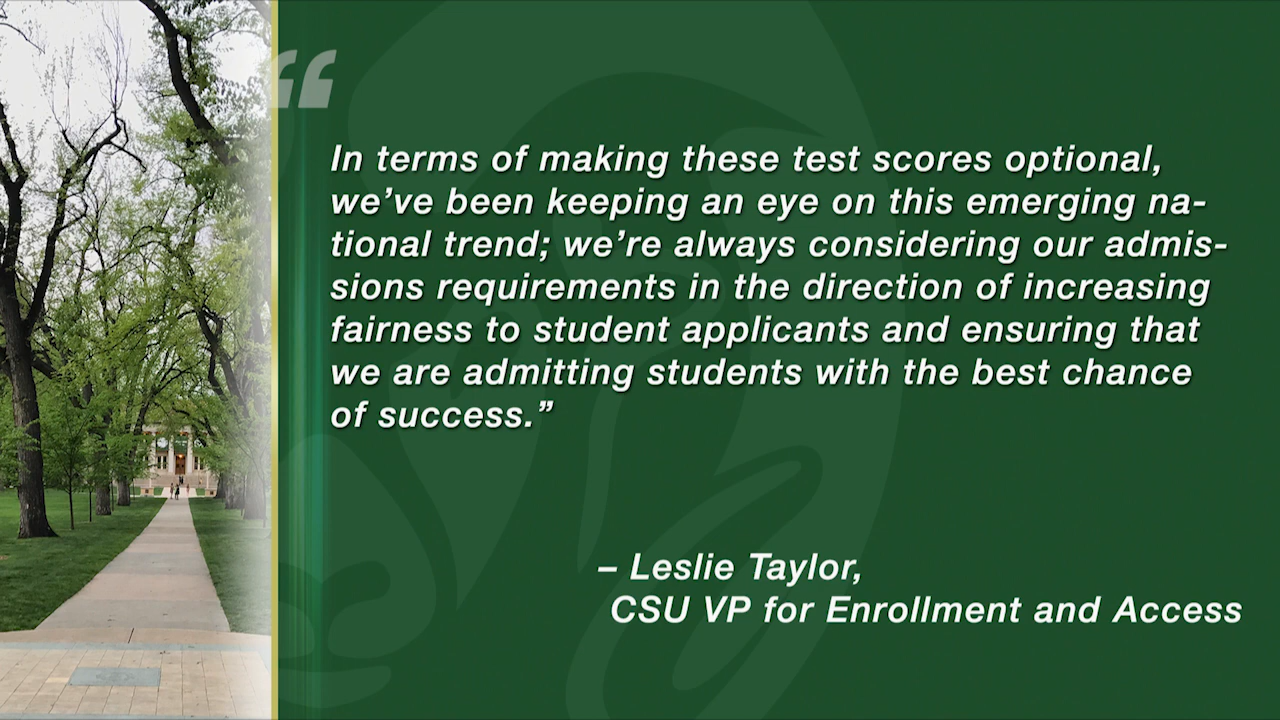 “
In terms of making these test scores optional,
we’ve been keeping an eye on this emerging na-
tional trend; we’re always considering our admis-
sions requirements in the direction of increasing
fairness to student applicants and ensuring that
we are admitting students with the best chance
of success.”
– Leslie Taylor,
CSU VP for Enrollment and Access